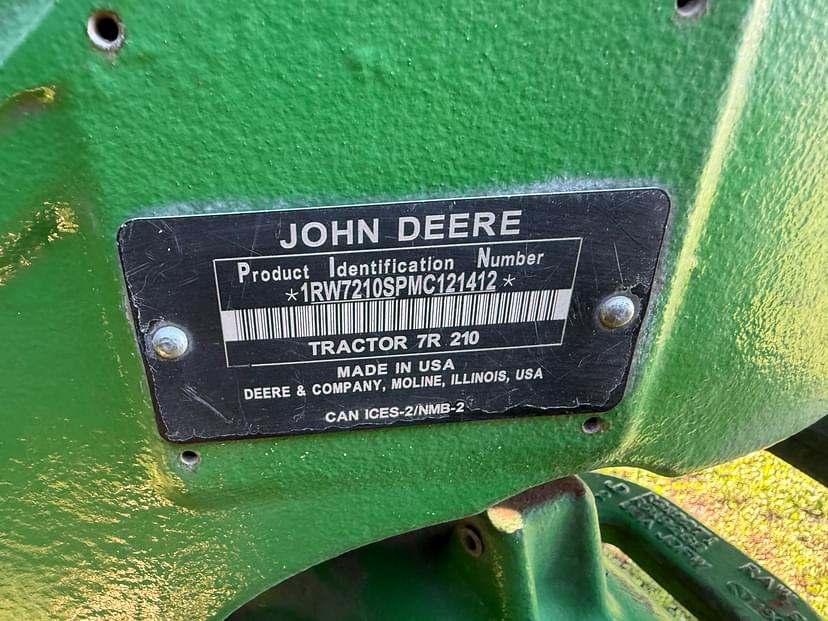 JOHN DEERE
Product Identification Number
*1RW7210SPMC121412*
TRACTOR 7R 210
MADE IN USA
DEERE & COMPANY, MOLINE, ILLINOIS, USA
CAN ICES-2/NMB-2